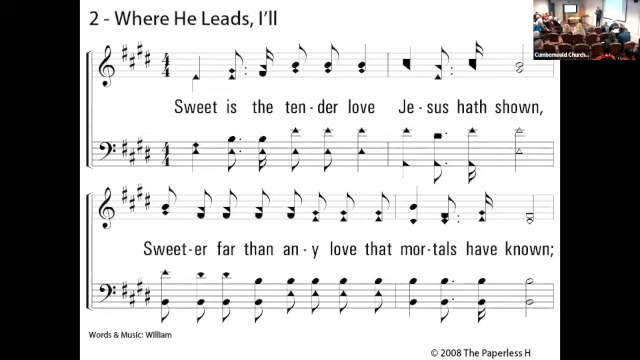 2 - Where He Leads, I'll
Cumbernauld Church...
Sweet is the ten-der love Je-sus hath shown,
Sweet-er far than an-y love that mor-tals have known;
Words & Music: William
© 2008 The Paperless H